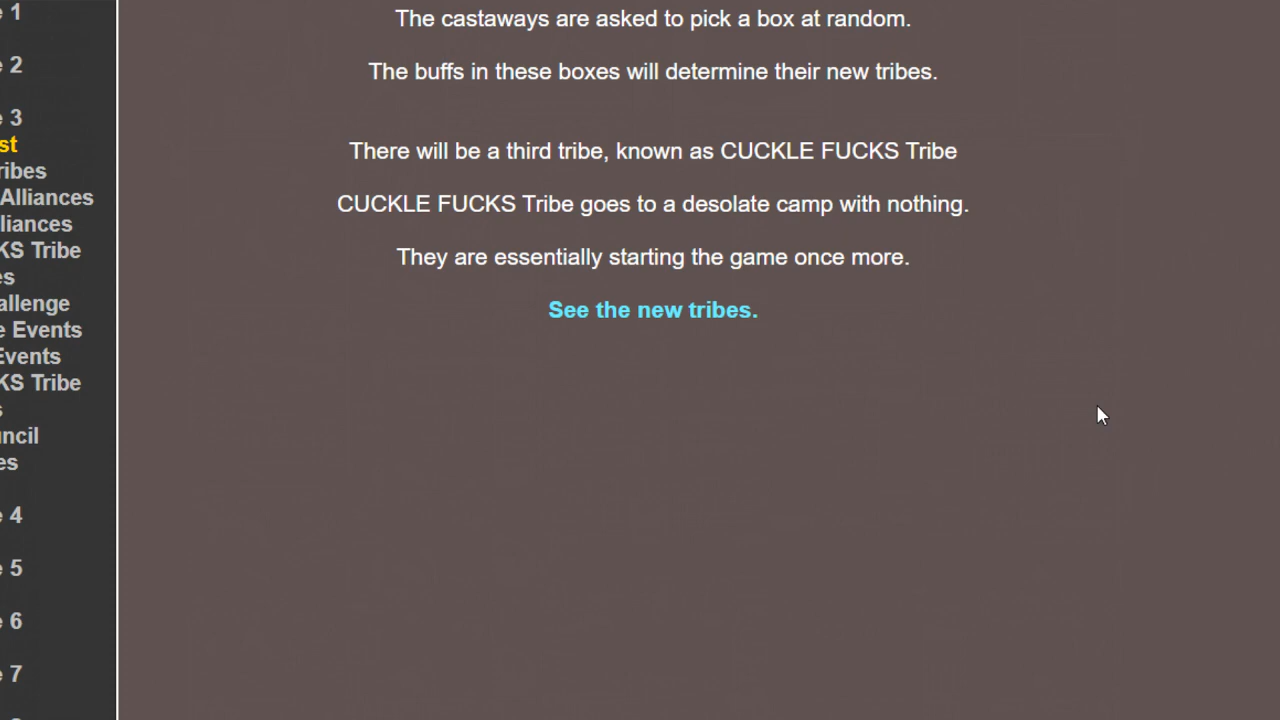 e 1
e 2
e 3
st
ribes
Alliances
lliances
KS Tribe
es
allenge
e Events
Events
KS Tribe
s
uncil
es
e 4
e 5
e 6
e 7
The castaways are asked to pick a box at random.
The buffs in these boxes will determine their new tribes.
There will be a third tribe, known as CUCKLE FUCKS Tribe
CUCKLE FUCKS Tribe goes to a desolate camp with nothing.
They are essentially starting the game once more.
See the new tribes.